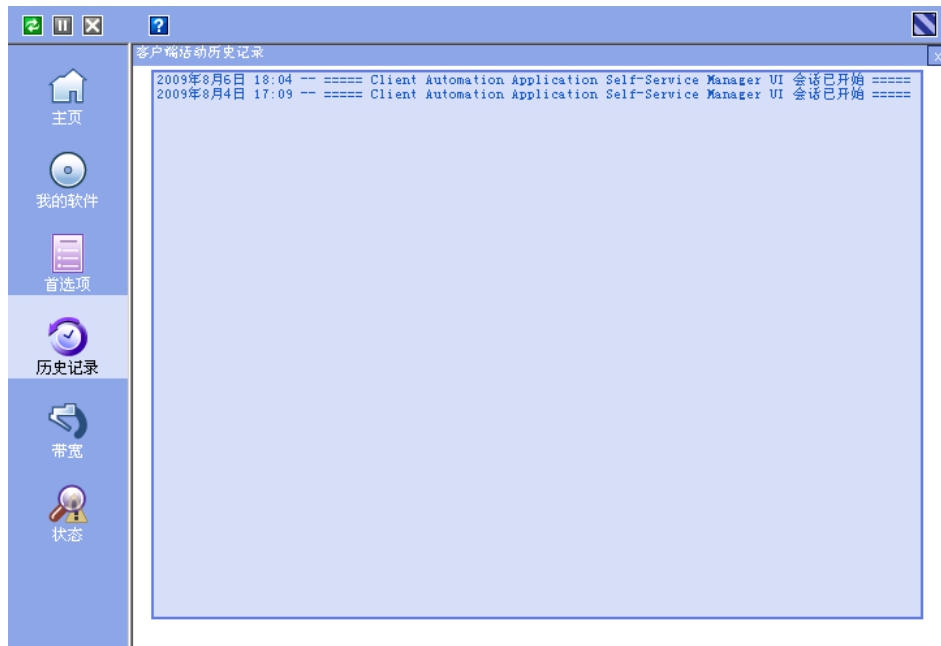 客户端活动历史记录
2009年8月6日 18:04 -- ===== Client Automation Application Self-Service Manager UI 会话已开始 =====
2009年8月4日 17:09 -- ===== Client Automation Application Self-Service Manager UI 会话已开始 =====
主页
我的软件
首选项
历史记录
带宽
状态